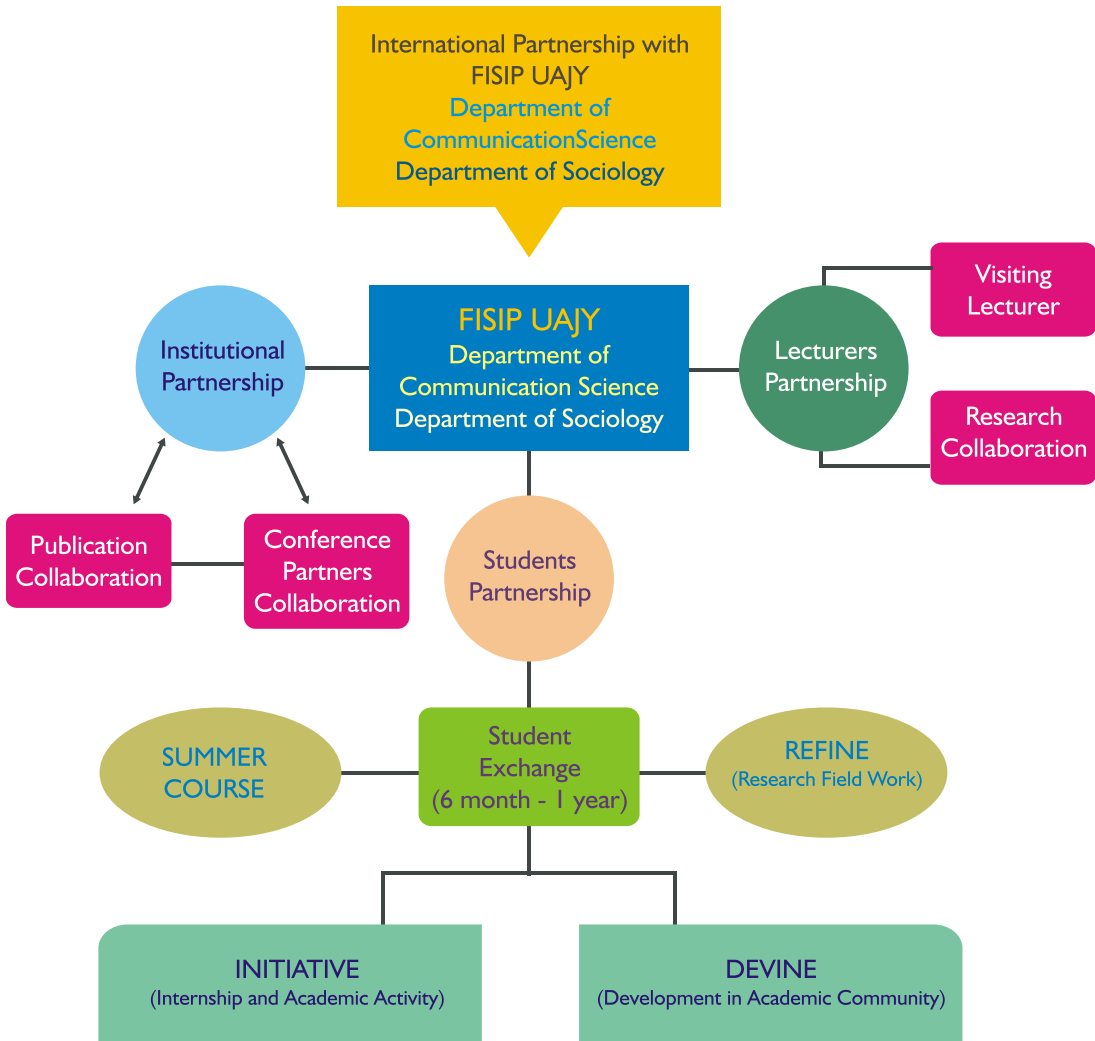 International Partnership with
FISIP UAJY
Department of
CommunicationScience
Department of Sociology
Institutional
Partnership
FISIP UAJY
Department of
Communication Science
Department of Sociology
Lecturers
Partnership
Visiting
Lecturer
Research
Collaboration
Publication
Collaboration
Conference
Partners
Collaboration
Students
Partnership
SUMMER
COURSE
Student
Exchange
(6 month - 1 year)
REFINE
(Research Field Work)
INITIATIVE
(Internship and Academic Activity)
DEVINE
(Development in Academic Community)